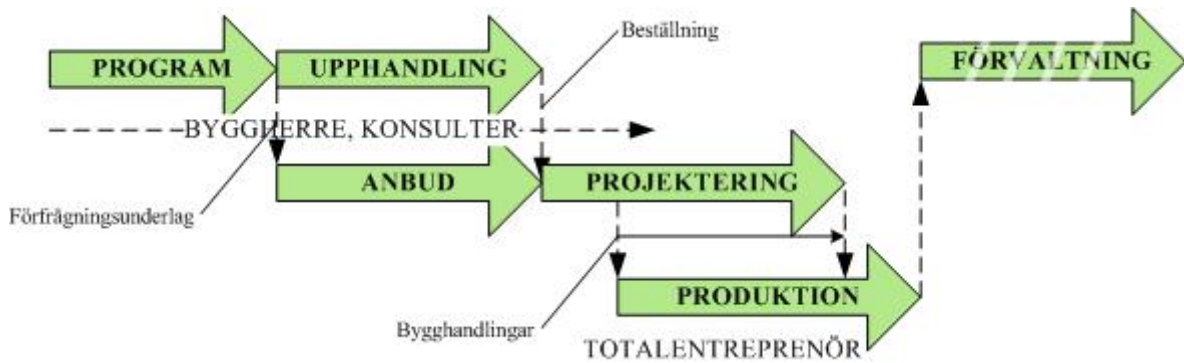 Beställning
PROGRAM
UPPHANDLING
FÖRVALTNING
BYGGHERRE, KONSULTER
ANBUD
PROJEKTERING
Förfrågningsunderlag
PRODUKTION
Bygghandlingar
TOTALENTREPRENÖR